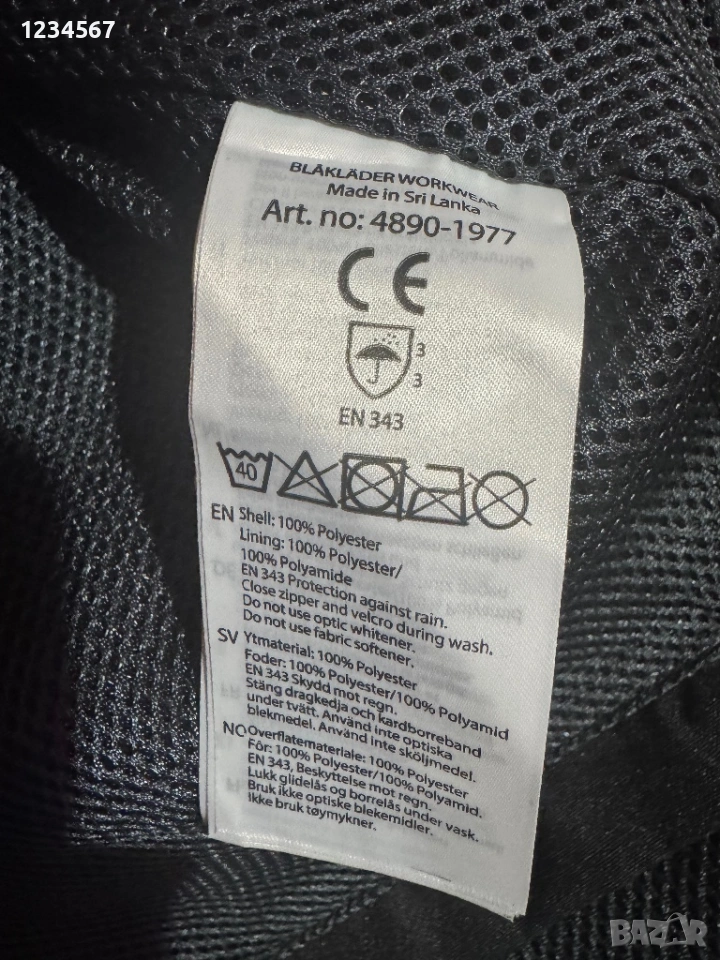 1234567
BLÅKLÄDER WORKWEAR
Made in Sri Lanka
Art. no: 4890-1977
CE
3
3
EN 343
40
EN Shell: 100% Polyester
Lining: 100% Polyester/
100% Polyamide
EN 343 Protection against rain.
Close zipper and velcro during wash.
Do not use optic whitener.
Do not use fabric softener.
SV Ytmaterial: 100% Polyester
Foder: 100% Polyester/100% Polyamid
EN 343 Skydd mot regn.
Stäng dragkedja och kardborreband
under tvätt. Använd inte optiska
blekmedel. Använd inte sköljmedel.
NO Overflatemateriale: 100% Polyester
Fôr: 100% Polyester/100% Polyamid.
EN 343, Beskyttelse mot regn.
Lukk glidelås og borrelås under vask.
Bruk ikke optiske blekemidler.
Ikke bruk tøymykner.
BAZAR